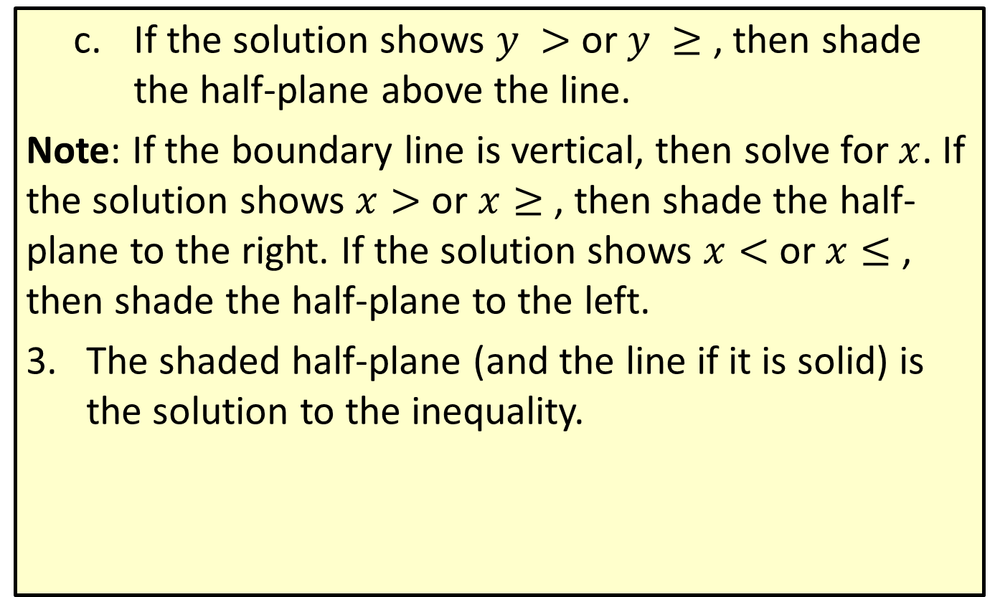 c. If the solution shows y > or y ≥ , then shade
the half-plane above the line.
Note: If the boundary line is vertical, then solve for x. If
the solution shows x > or x ≥ , then shade the half-
plane to the right. If the solution shows x < or x ≤ ,
then shade the half-plane to the left.
3. The shaded half-plane (and the line if it is solid) is
the solution to the inequality.